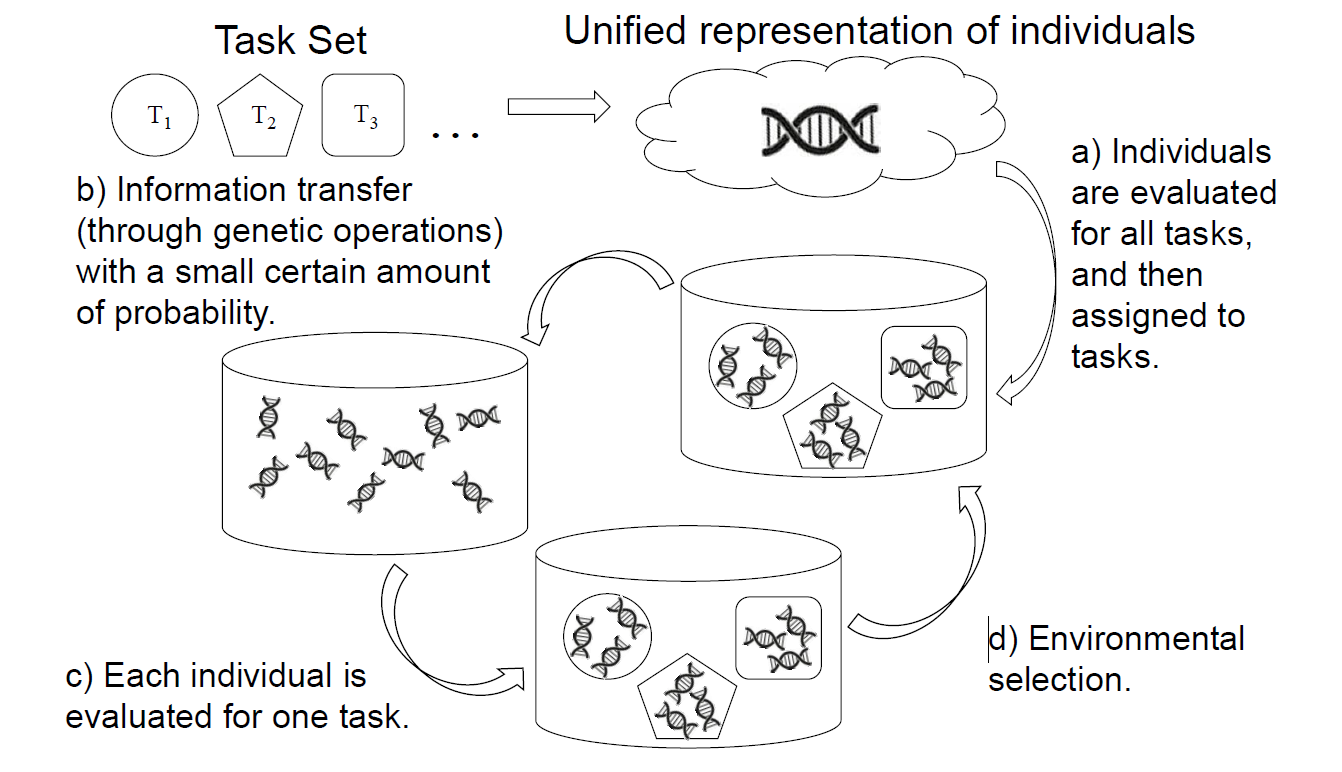 Task Set
Unified representation of individuals
T1
T2
T3
...
a) Individuals
are evaluated
for all tasks,
and then
assigned to
tasks.
b) Information transfer
(through genetic operations)
with a small certain amount
of probability.
c) Each individual is
evaluated for one task.
d) Environmental
selection.